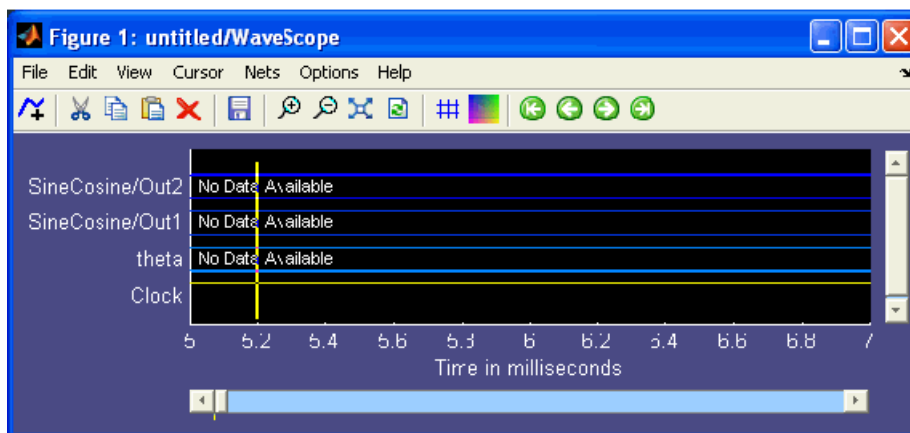 Figure 1: untitled/WaveScope
File Edit View Cursor Nets Options Help
SineCosine/Out2 No Data Available
SineCosine/Out1 No Data Available
theta No Data Available
Clock
5 5.2 5.4 5.6 5.8 6 6.2 6.4 6.6 6.8 7
Time in milliseconds